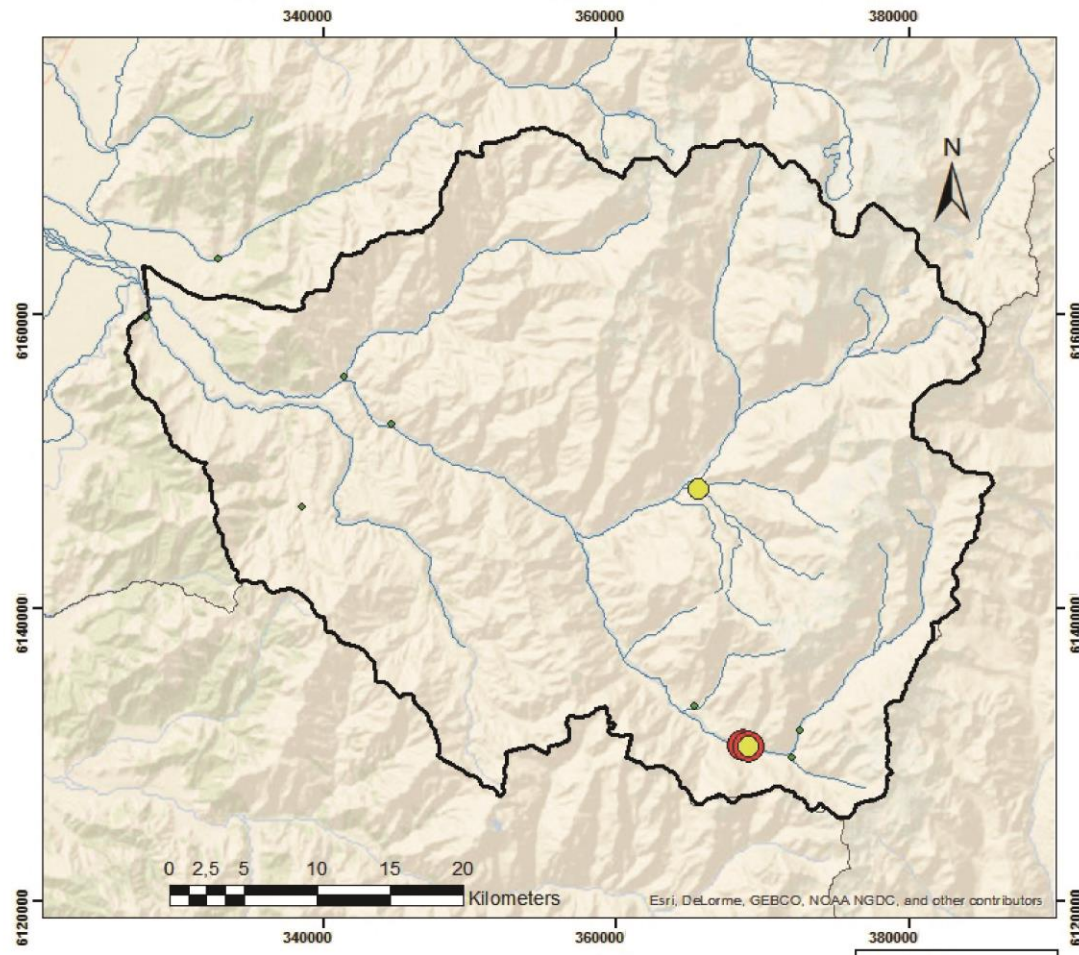 340000 360000 380000
N
6160000 6160000
6140000 6140000
0 2,5 5 10 15 20
Kilometers
Esri, DeLorme, GEBCO, NOAA NGDC, and other contributors
6120000 6120000
340000 360000 380000